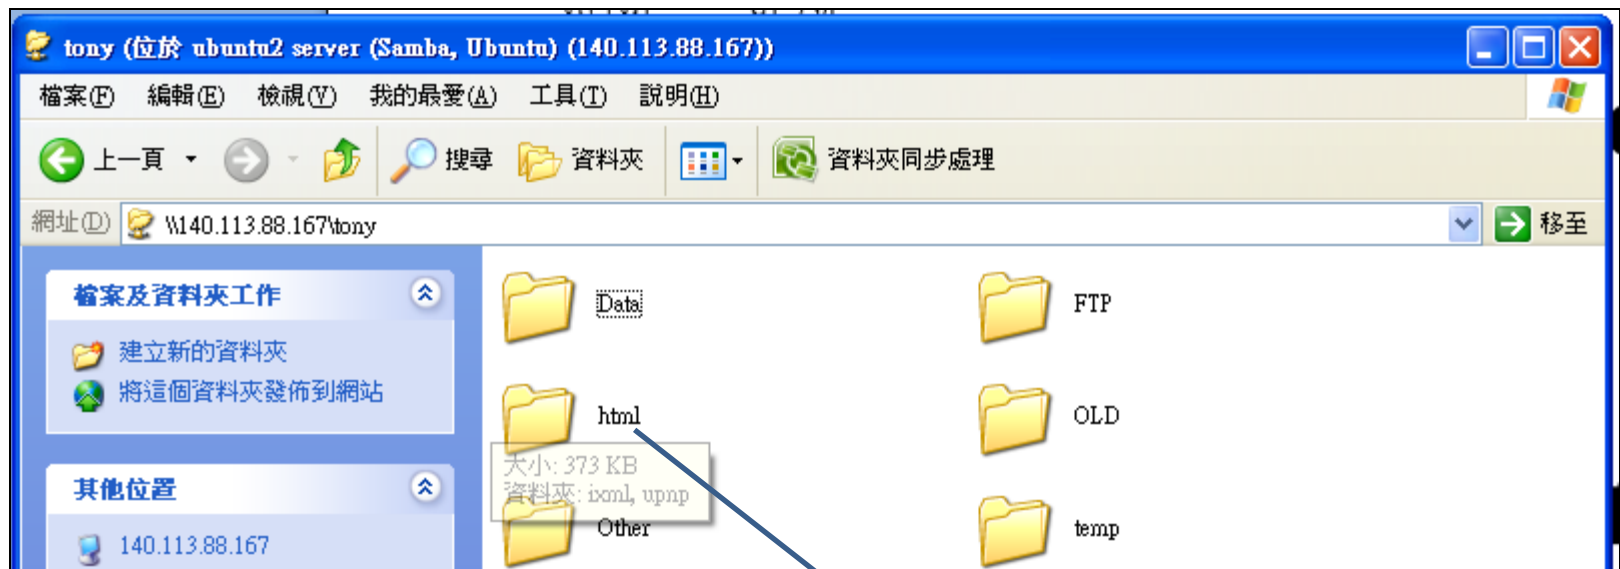 tony (位於 ubuntu2 server (Samba, Ubuntu) (140.113.88.167))
檔案(F) 編輯(E) 檢視(V) 我的最愛(A) 工具(T) 說明(H)
上一頁 搜尋 資料夾 資料夾同步處理
網址(D) \\140.113.88.167\tony 移至
檔案及資料夾工作
建立新的資料夾
將這個資料夾發佈到網站
其他位置
140.113.88.167
Data FTP
html OLD
大小: 373 KB
資料夾: ixml, upnp
Other temp